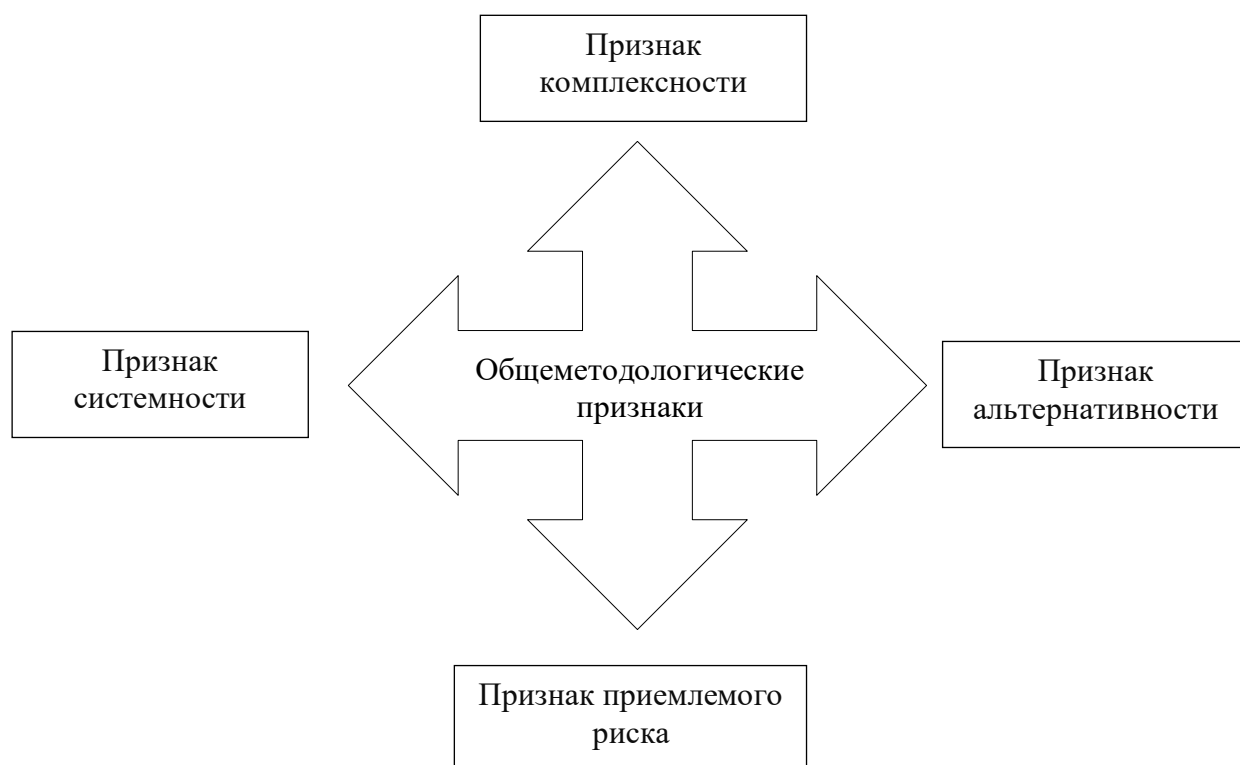 Признак
комплексности
Признак
системности
Общеметодологические
признаки
Признак
альтернативности
Признак приемлемого
риска